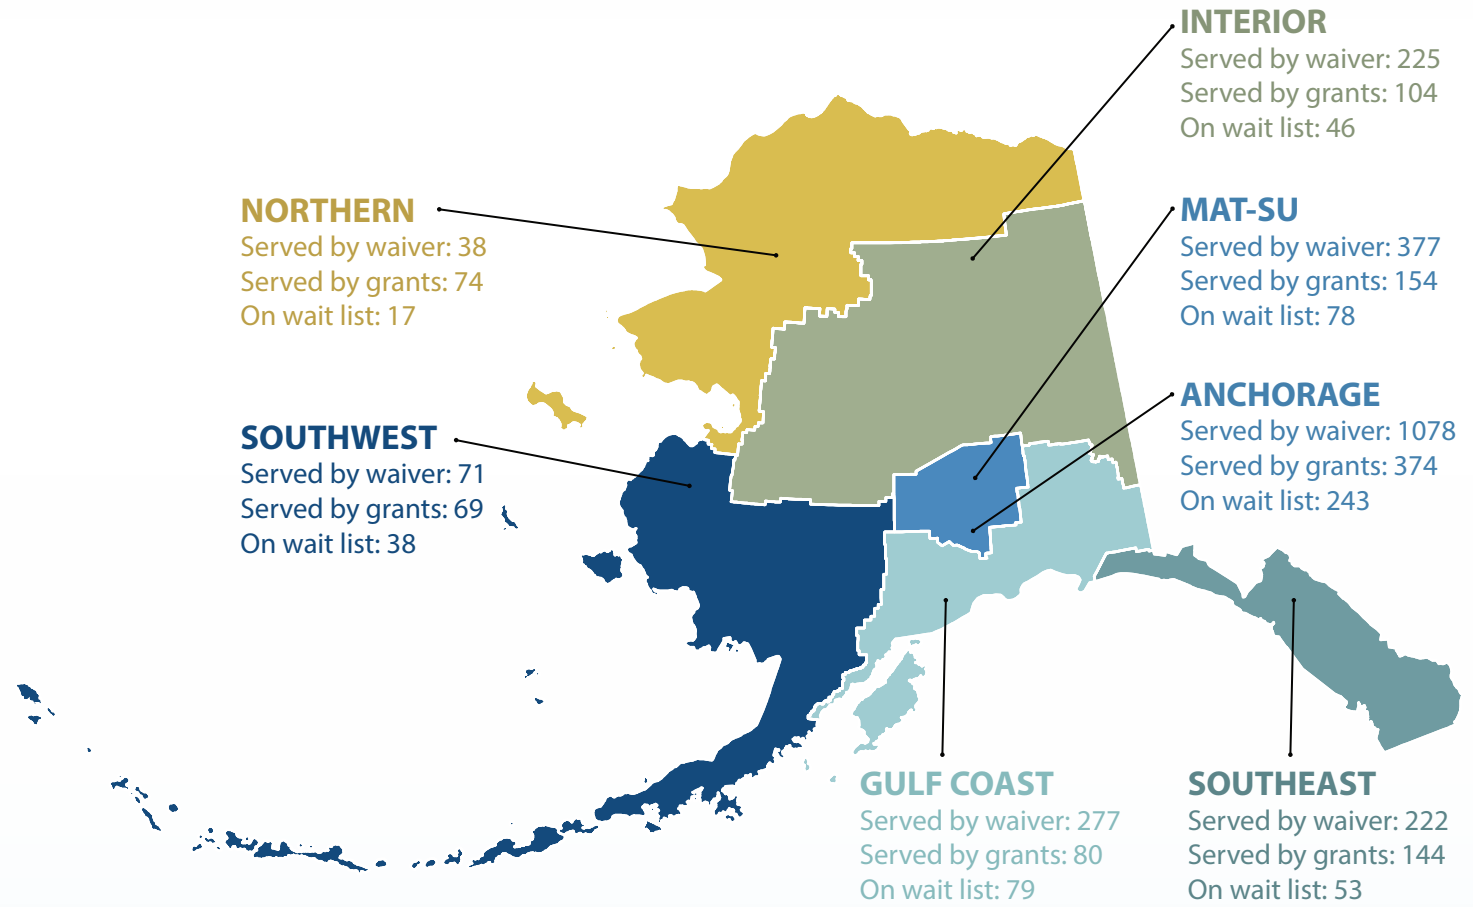 INTERIOR
Served by waiver: 225
Served by grants: 104
On wait list: 46
NORTHERN
Served by waiver: 38
Served by grants: 74
On wait list: 17
MAT-SU
Served by waiver: 377
Served by grants: 154
On wait list: 78
ANCHORAGE
Served by waiver: 1078
Served by grants: 374
On wait list: 243
SOUTHWEST
Served by waiver: 71
Served by grants: 69
On wait list: 38
GULF COAST
Served by waiver: 277
Served by grants: 80
On wait list: 79
SOUTHEAST
Served by waiver: 222
Served by grants: 144
On wait list: 53